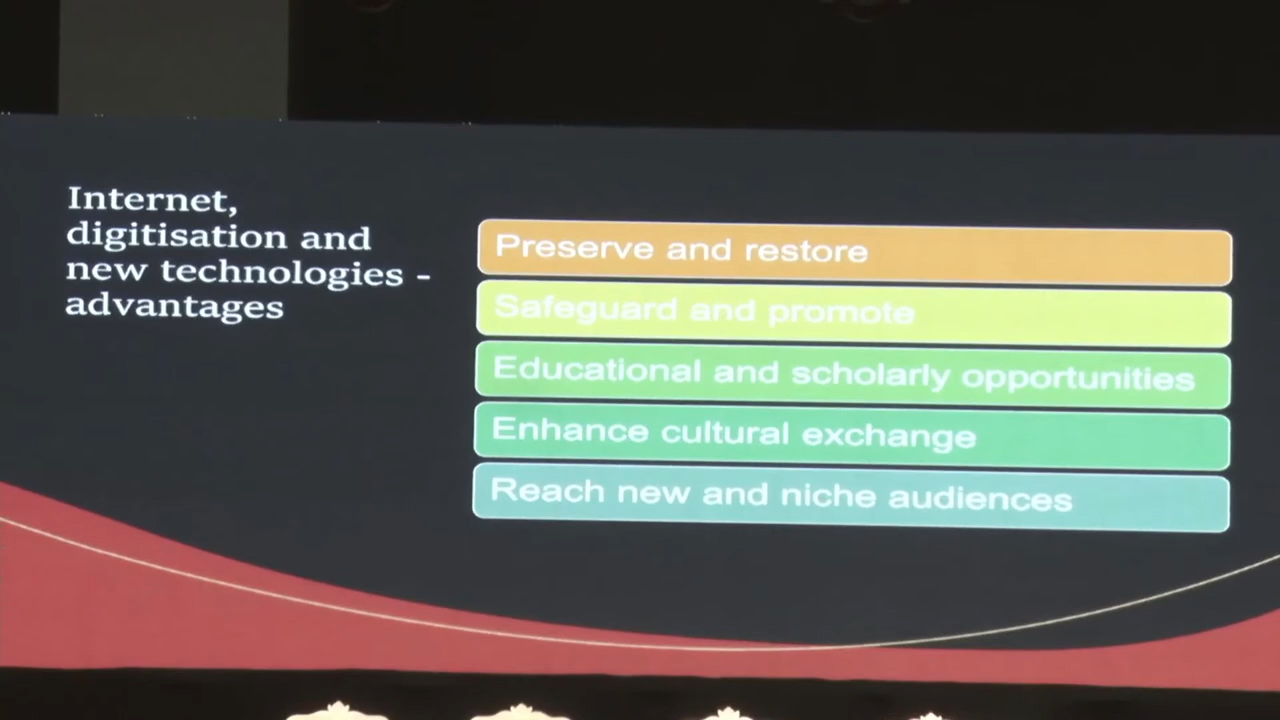 Internet,
digitisation and
new technologies -
advantages
Preserve and restore
Safeguard and promote
Educational and scholarly opportunities
Enhance cultural exchange
Reach new and niche audiences